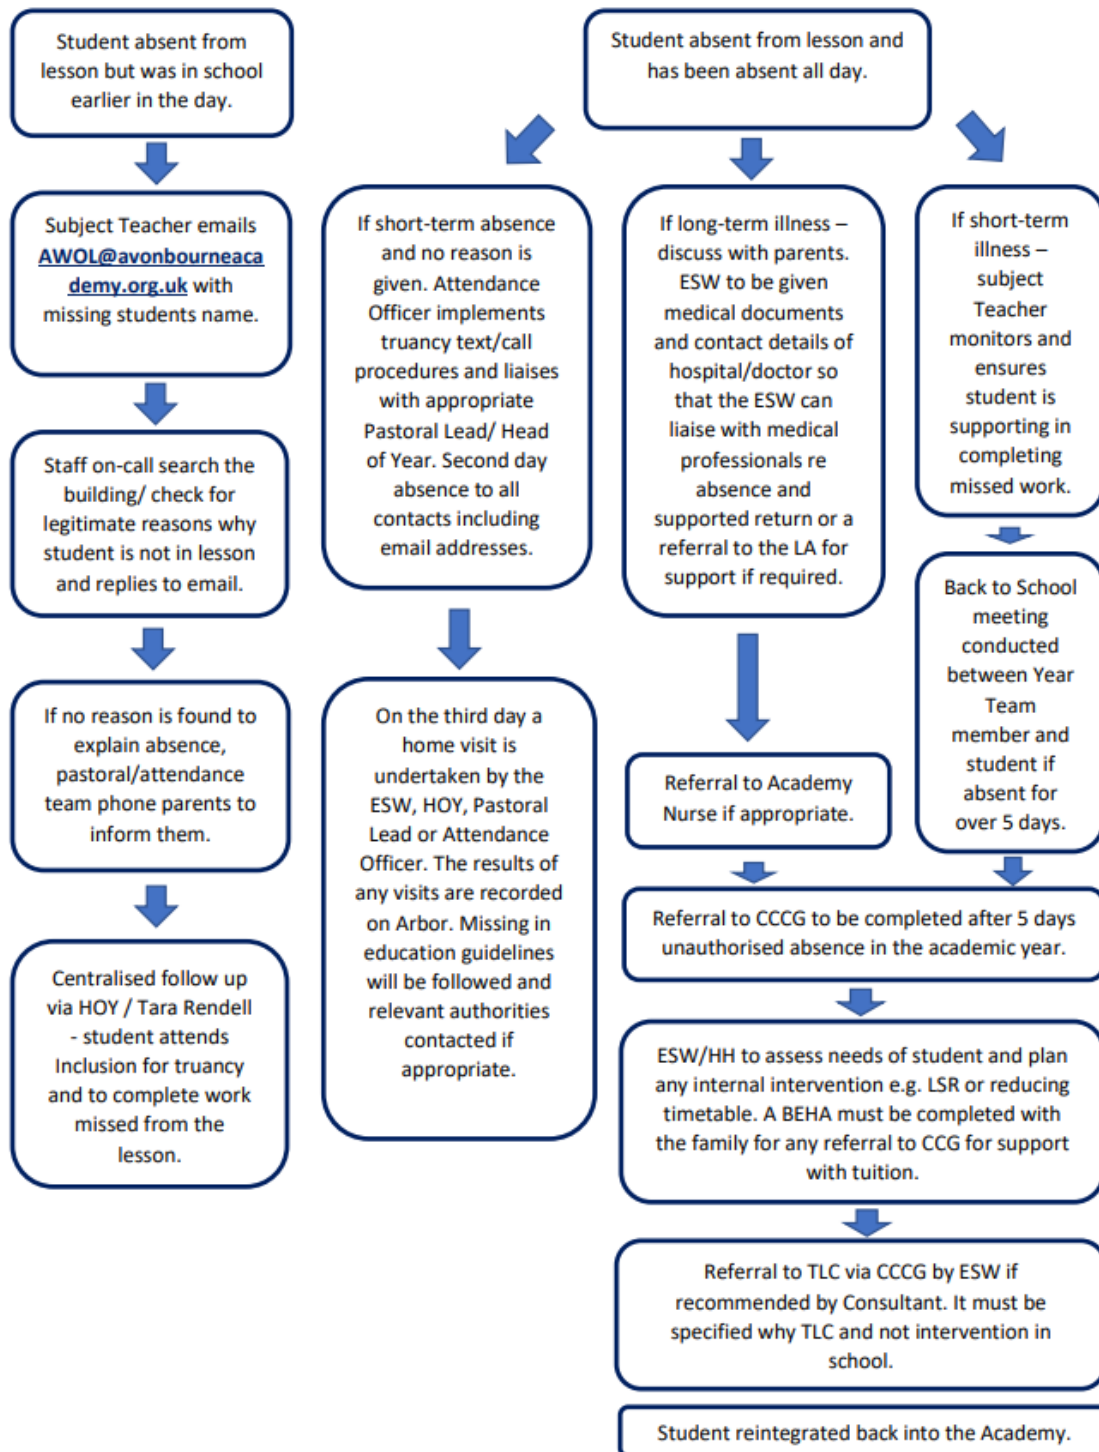 Student absent from
lesson but was in school
earlier in the day.
Subject Teacher emails
AWOL@avonbourneaca
demy.org.uk with
missing students name.
Staff on-call search the
building/ check for
legitimate reasons why
student is not in lesson
and replies to email.
If no reason is found to
explain absence,
pastoral/attendance
team phone parents to
inform them.
Centralised follow up
via HOY / Tara Rendell
- student attends
Inclusion for truancy
and to complete work
missed from the
lesson.
Student absent from lesson and
has been absent all day.
If short-term absence
and no reason is
given. Attendance
Officer implements
truancy text/call
procedures and liaises
with appropriate
Pastoral Lead/ Head
of Year. Second day
absence to all
contacts including
email addresses.
On the third day a
home visit is
undertaken by the
ESW, HOY, Pastoral
Lead or Attendance
Officer. The results of
any visits are recorded
on Arbor. Missing in
education guidelines
will be followed and
relevant authorities
contacted if
appropriate.
If long-term illness –
discuss with parents.
ESW to be given
medical documents
and contact details of
hospital/doctor so
that the ESW can
liaise with medical
professionals re
absence and
supported return or a
referral to the LA for
support if required.
Referral to Academy
Nurse if appropriate.
If short-term
illness –
subject
Teacher
monitors and
ensures
student is
supporting in
completing
missed work.
Back to School
meeting
conducted
between Year
Team
member and
student if
absent for
over 5 days.
Referral to CCCG to be completed after 5 days
unauthorised absence in the academic year.
ESW/HH to assess needs of student and plan
any internal intervention e.g. LSR or reducing
timetable. A BEHA must be completed with
the family for any referral to CCG for support
with tuition.
Referral to TLC via CCCG by ESW if
recommended by Consultant. It must be
specified why TLC and not intervention in
school.
Student reintegrated back into the Academy.